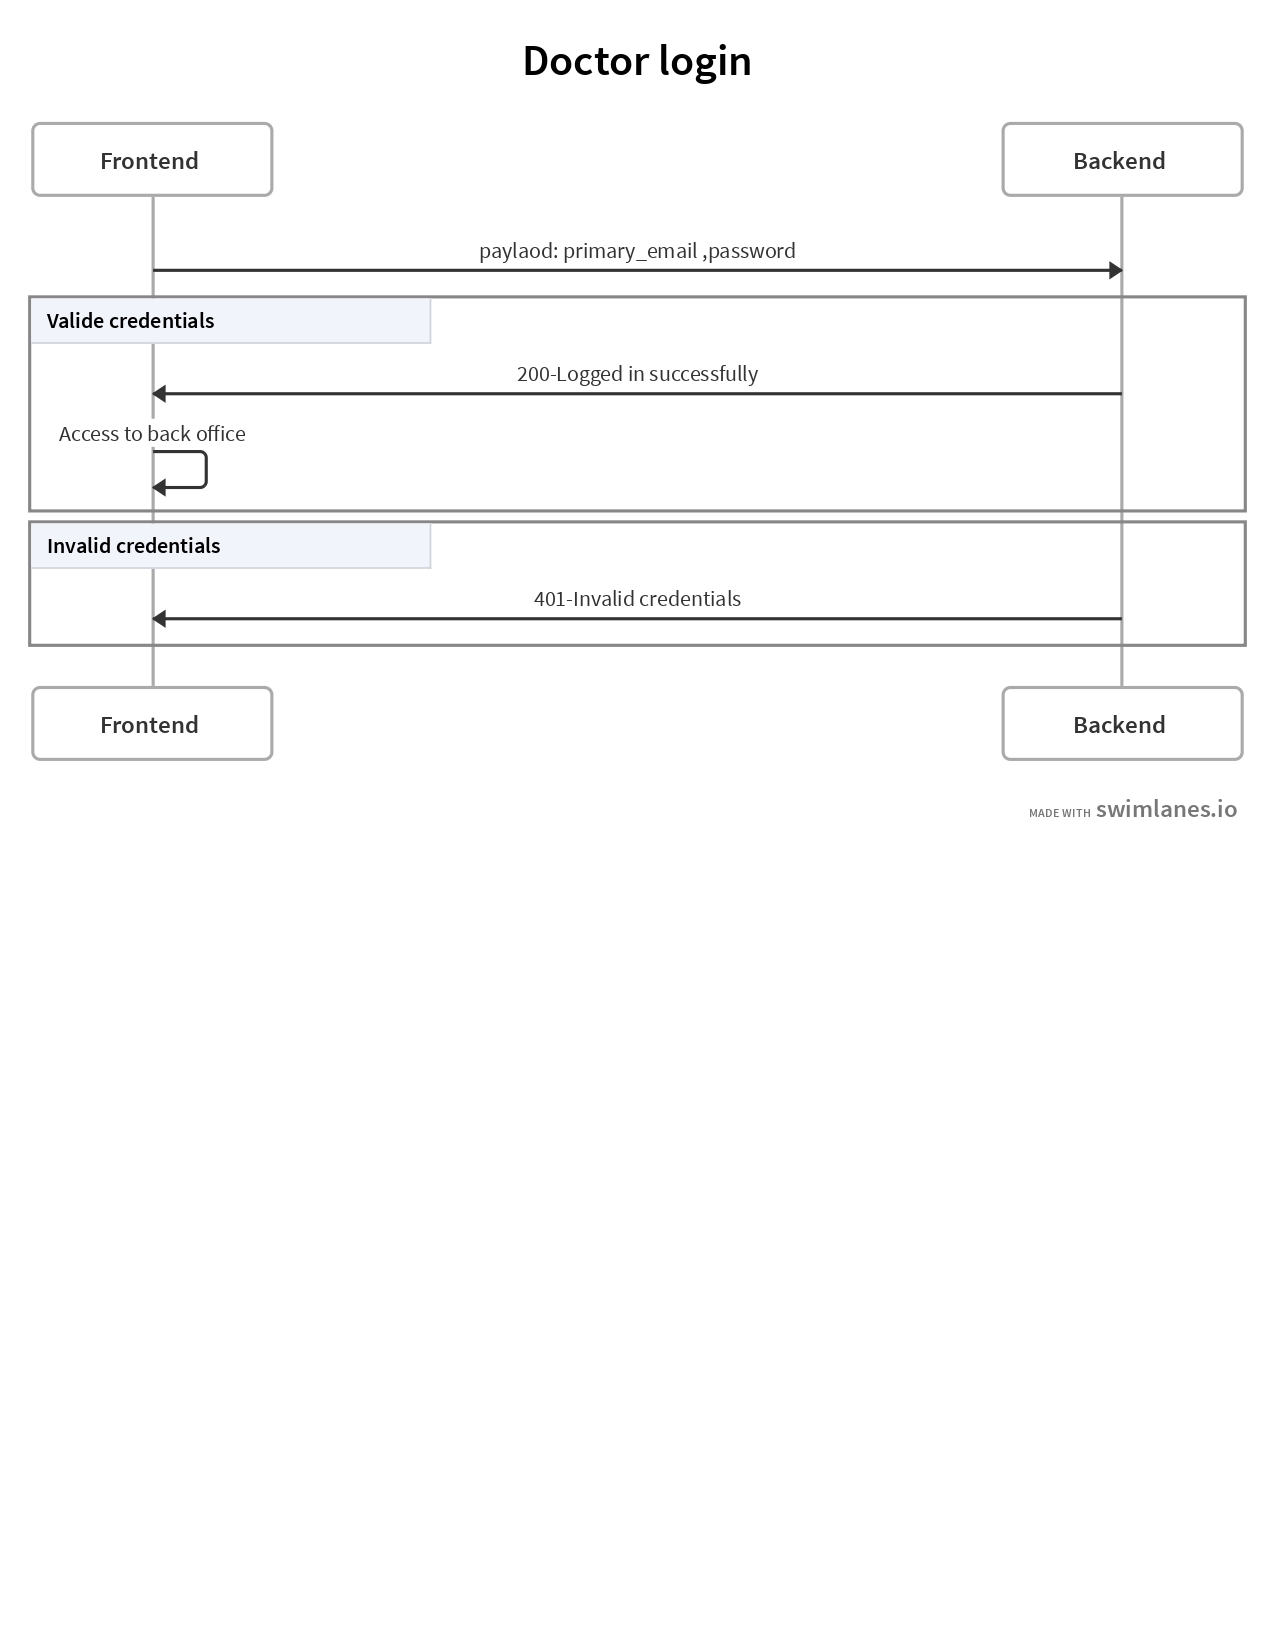 Doctor login
Frontend
Backend
paylaod: primary_email ,password
Valide credentials
200-Logged in successfully
Access to back office
Invalid credentials
401-Invalid credentials
Frontend
Backend
MADE WITH swimlanes.io